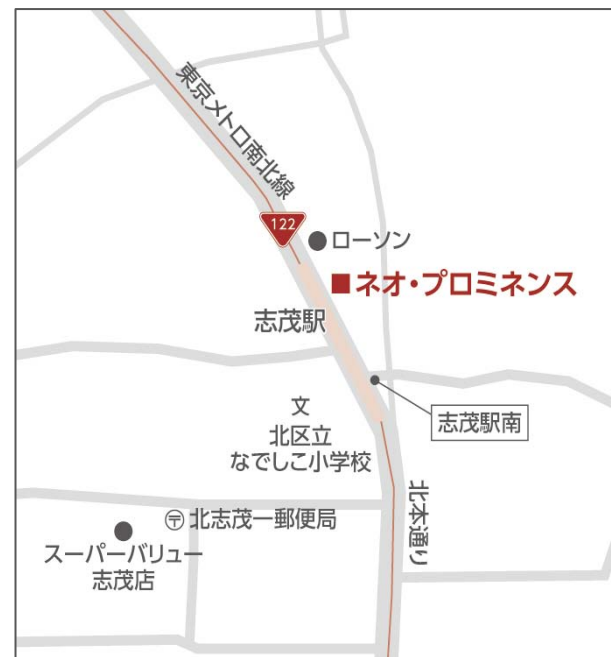 東京メトロ南北線
122
ローソン
■ネオ・プロミネンス
志茂駅
志茂駅南
文
北区立
なでしこ小学校
北本通り
〒北志茂一郵便局
スーパーバリュー
志茂店